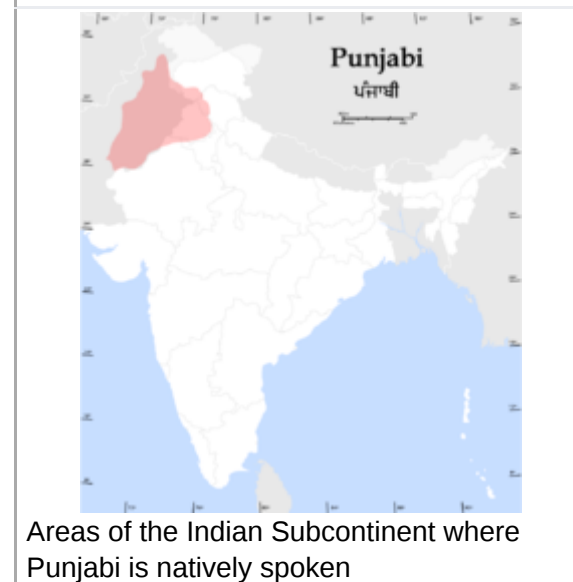 Punjabi
ਪੰਜਾਬੀ
Areas of the Indian Subcontinent where
Punjabi is natively spoken